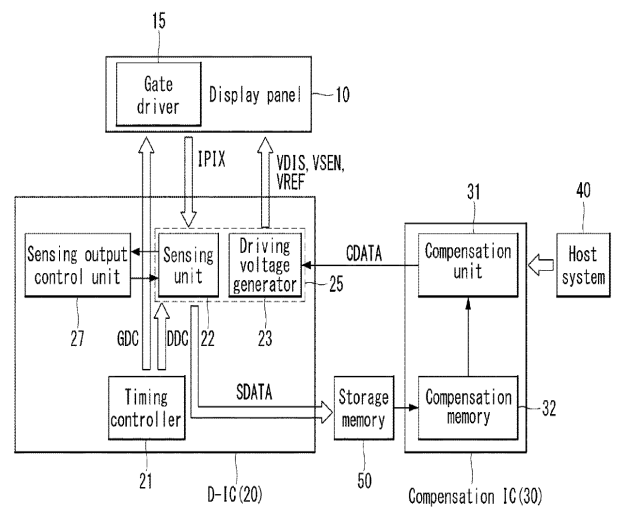 15
Gate
driver
Display panel
10
IPIX
VDIS, VSEN,
VREF
31
40
Sensing output
control unit
Sensing
unit
Driving
voltage
generator
CDATA
Compensation
unit
Host
system
27
GDC
DDC
22
23
25
Timing
controller
SDATA
Storage
memory
Compensation
memory
32
21
50
D-IC(20)
Compensation IC(30)